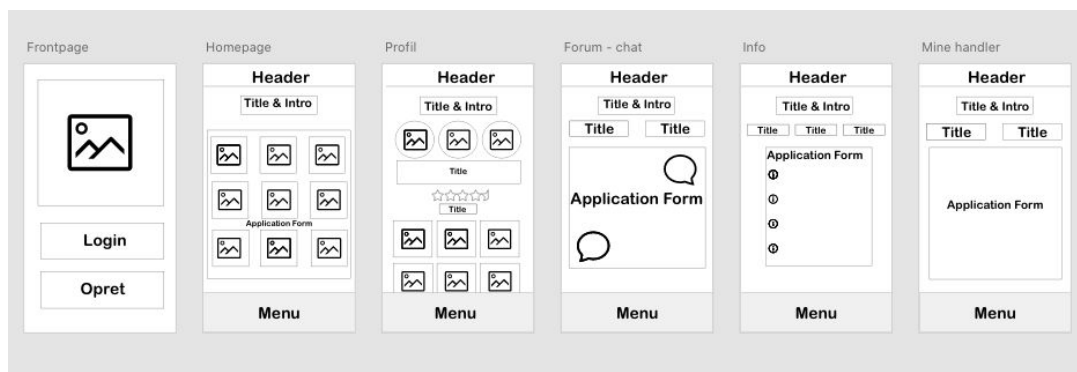 Frontpage
Login
Opret
Homepage
Header
Title & Intro
Application Form
Menu
Profil
Header
Title & Intro
Title
Title
Menu
Forum - chat
Header
Title & Intro
Title Title
Application Form
Menu
Info
Header
Title & Intro
Title Title Title
Application Form
Menu
Mine handler
Header
Title & Intro
Title Title
Application Form
Menu